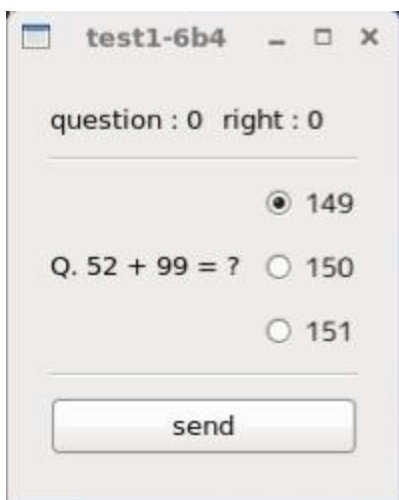 test1-6b4
question : 0 right : 0
149
Q. 52 + 99 = ? 150
151
send